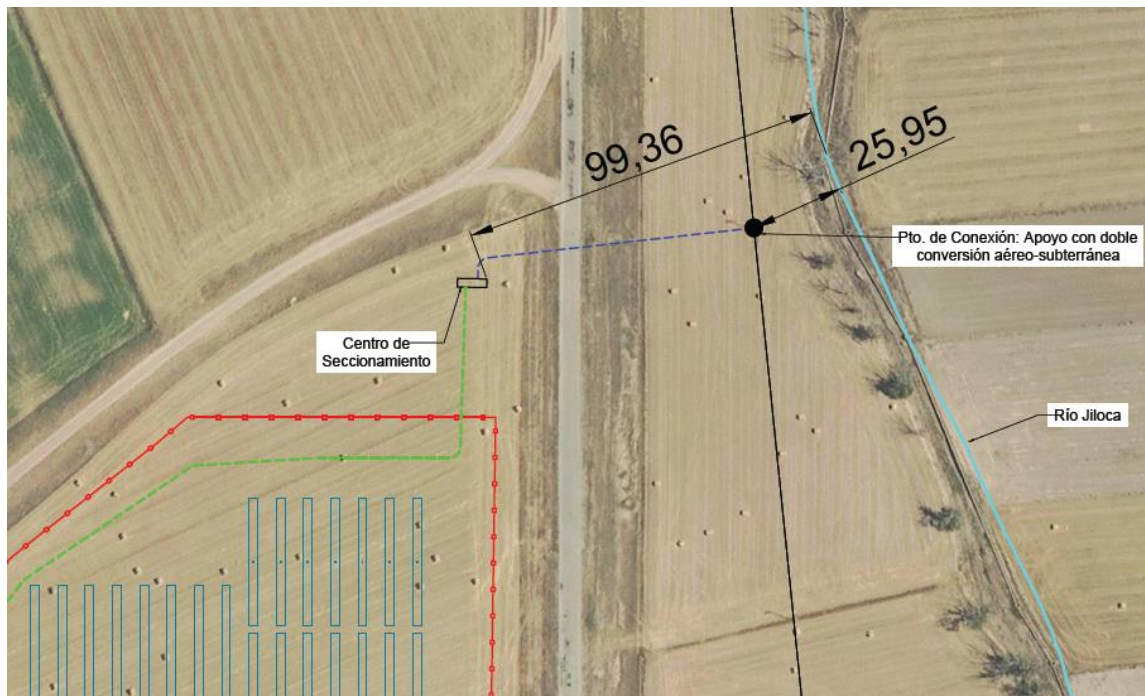 99,36
25,95
Pto. de Conexión: Apoyo con doble
conversión aéreo-subterránea
Centro de
Seccionamiento
Río Jiloca